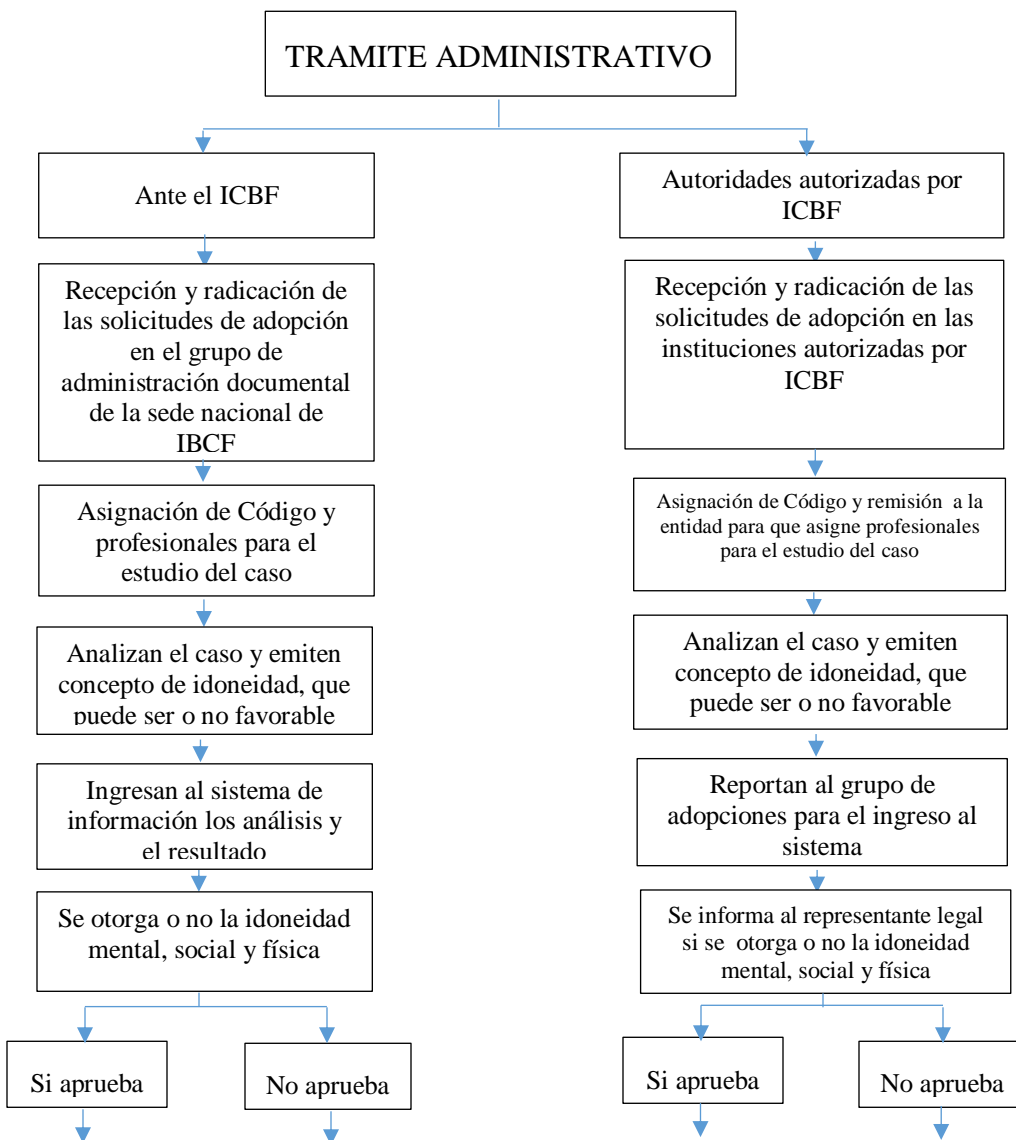 TRAMITE ADMINISTRATIVO
Ante el ICBF
Recepción y radicación de
las solicitudes de adopción
en el grupo de
administración documental
de la sede nacional de
IBCF
Asignación de Código y
profesionales para el
estudio del caso
Analizan el caso y emiten
concepto de idoneidad, que
puede ser o no favorable
Ingresan al sistema de
información los análisis y
el resultado
Se otorga o no la idoneidad
mental, social y física
Si aprueba
No aprueba
Autoridades autorizadas por
ICBF
Recepción y radicación de las
solicitudes de adopción en las
instituciones autorizadas por
ICBF
Asignación de Código y remisión a la
entidad para que asigne profesionales
para el estudio del caso
Analizan el caso y emiten
concepto de idoneidad, que
puede ser o no favorable
Reportan al grupo de
adopciones para el ingreso al
sistema
Se informa al representante legal
si se otorga o no la idoneidad
mental, social y física
Si aprueba
No aprueba